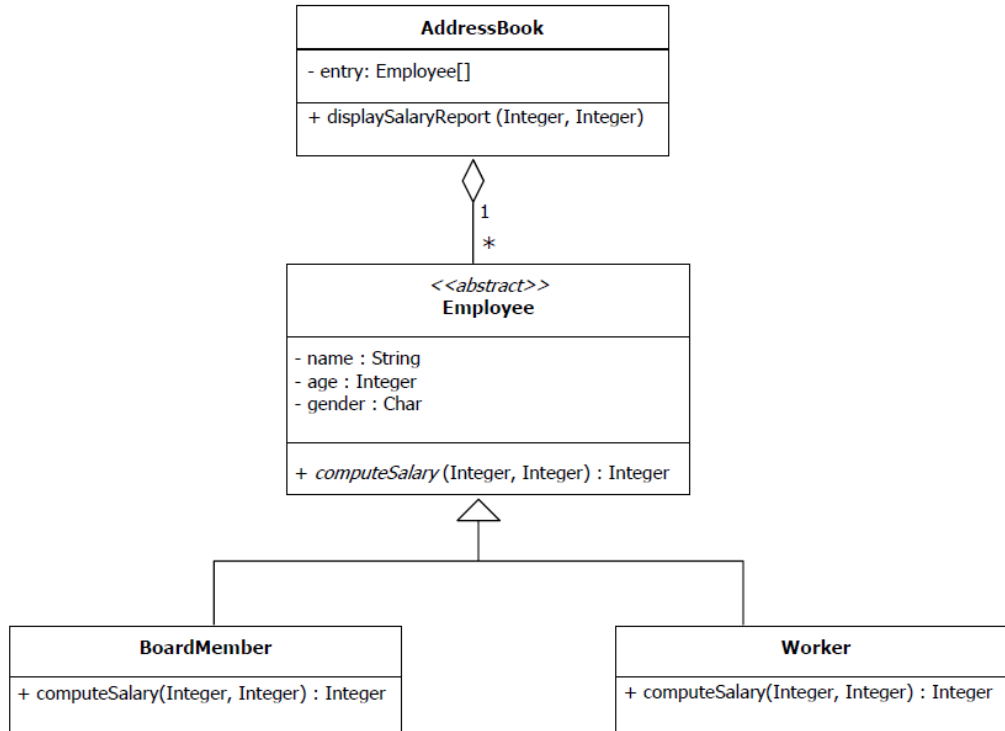 AddressBook
- entry: Employee[]
+ displaySalaryReport (Integer, Integer)
1
*
<<abstract>>
Employee
- name : String
- age : Integer
- gender : Char
+ computeSalary (Integer, Integer) : Integer
BoardMember
+ computeSalary(Integer, Integer) : Integer
Worker
+ computeSalary(Integer, Integer) : Integer